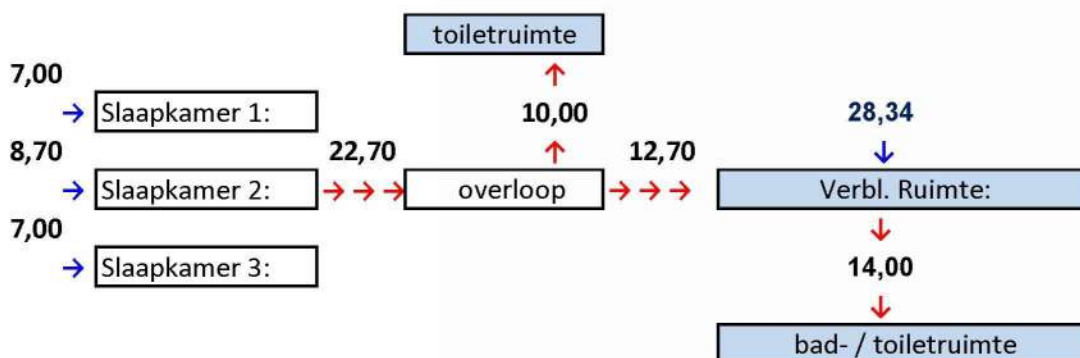 toiletruimte
7,00
Slaapkamer 1:
10,00
28,34
8,70
22,70
12,70
Slaapkamer 2:
overloop
Verbl. Ruimte:
7,00
Slaapkamer 3:
14,00
bad- / toiletruimte